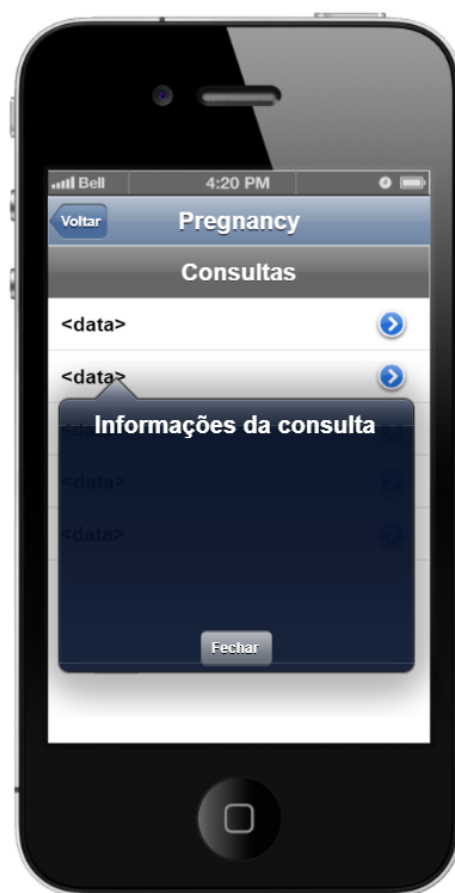 Bell 4:20 PM
Voltar Pregnancy
Consultas
<data>
<data>
Informações da consulta
<data>
<data>
<data>
Fechar